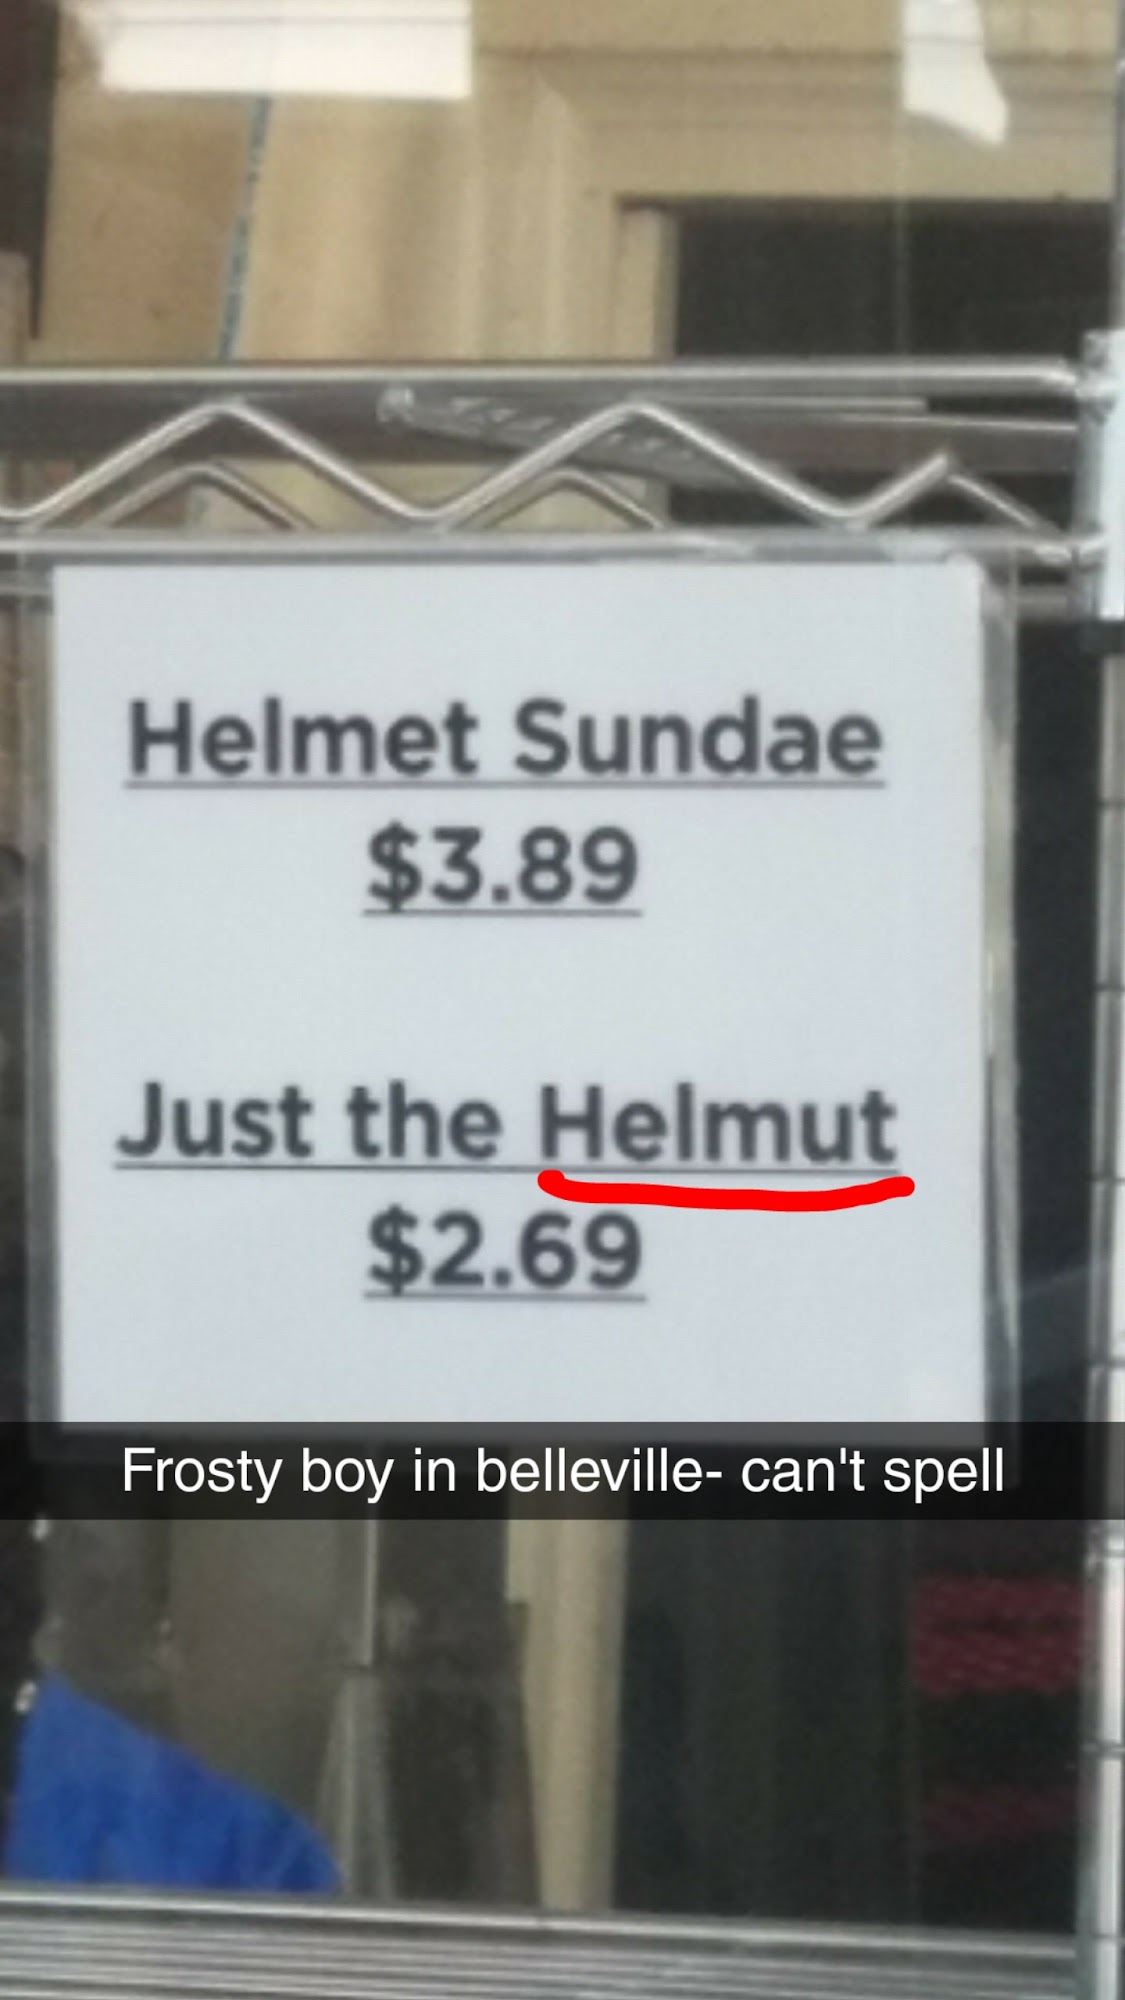 Helmet Sundae
$3.89
Just the Helmut
$2.69
Frosty boy in belleville- can't spell